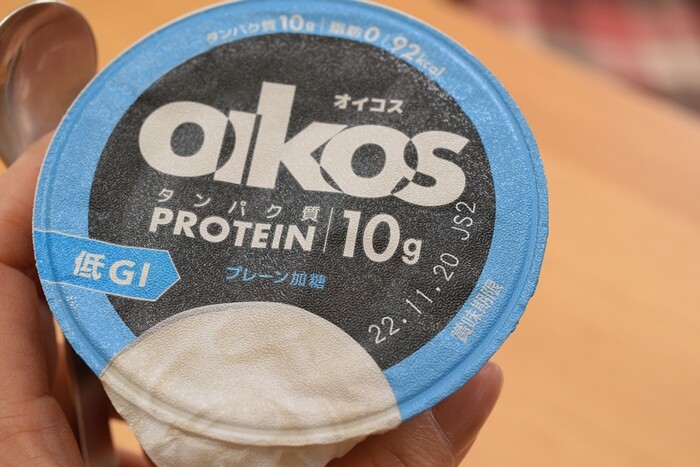 タンパク質10g | 脂肪0 | 92kcal
オイコス
oikos
タンパク質
PROTEIN | 10g
低GI
プレーン加糖
22.11.20 JS2
賞味期限